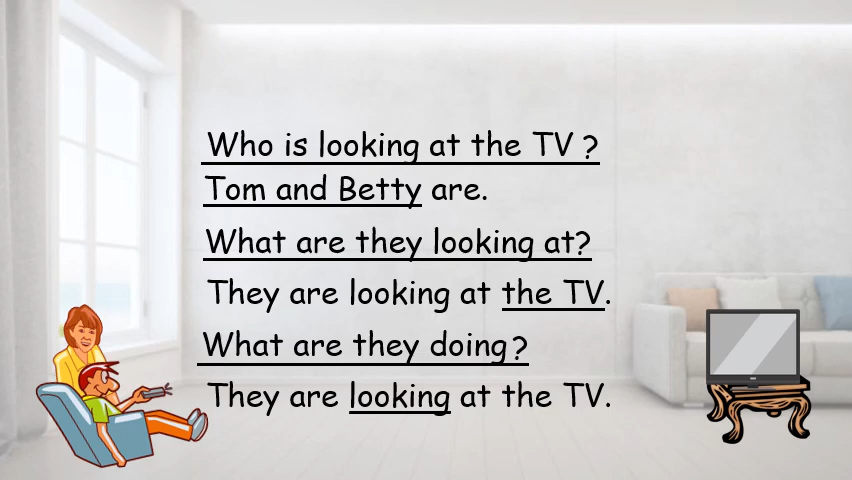 Who is looking at the TV ?
Tom and Betty are.
What are they looking at?
They are looking at the TV.
What are they doing?
They are looking at the TV.